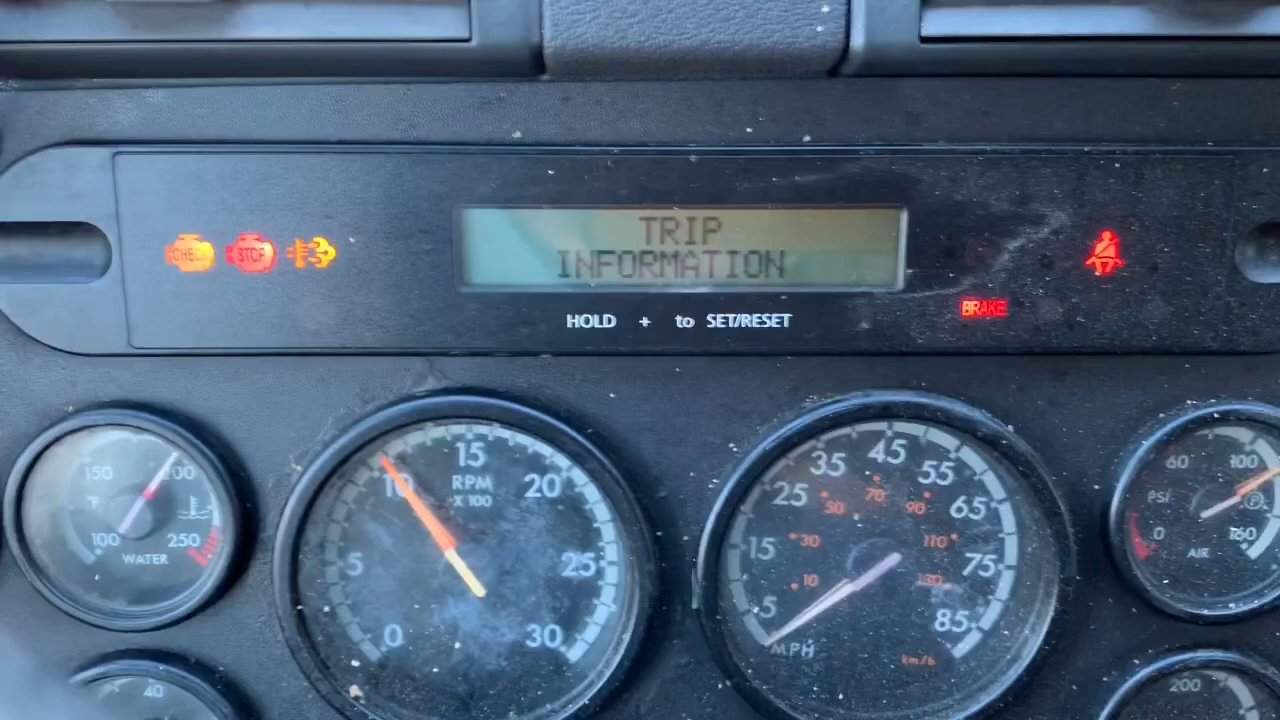 TRIP
INFORMATION
HOLD + to SET/RESET
CHECK
STOP
BRAKE
150
200
°F
100
250
WATER
40
15
10
20
RPM
X 100
5
25
0
30
45
35
55
25
65
15
75
5
85
MPH
70
50
90
30
110
10
130
km/h
60
100
PSI
0
160
AIR
200